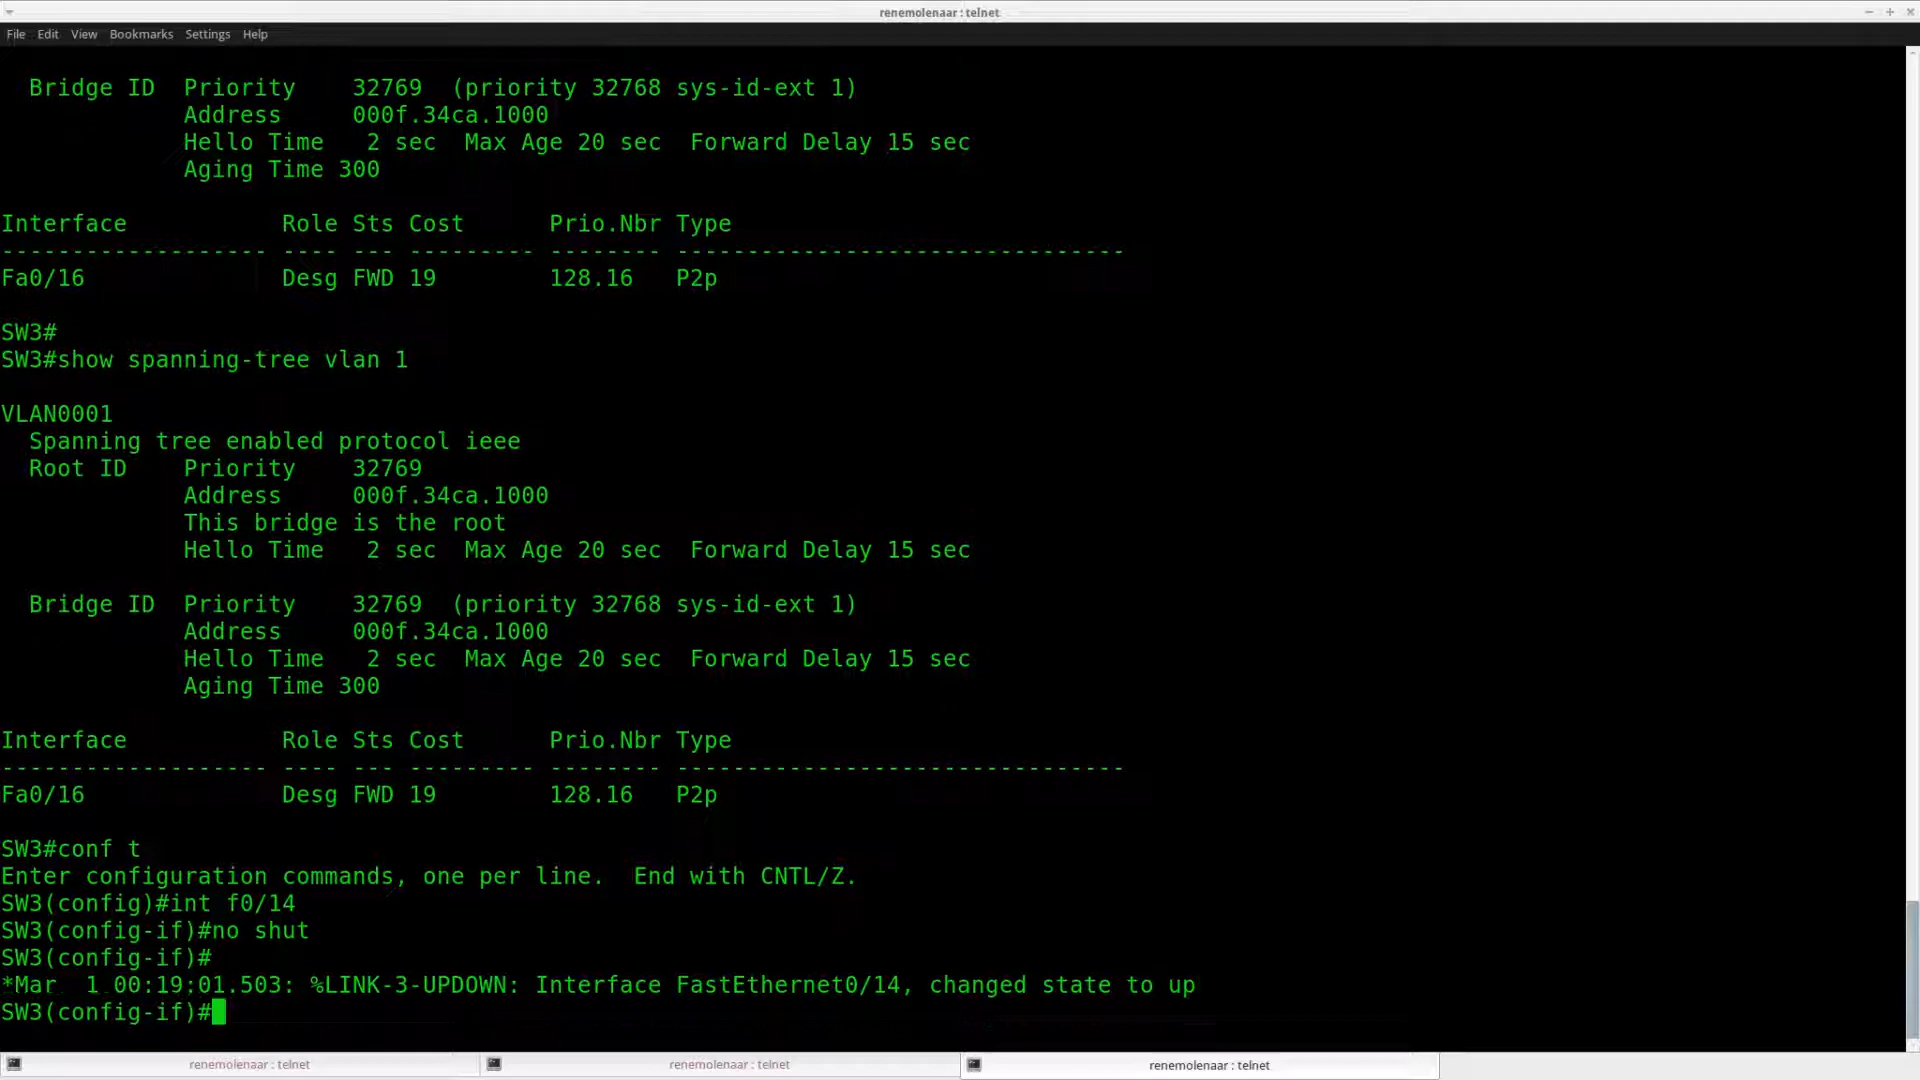 renemolenaar : telnet
File Edit View Bookmarks Settings Help
Bridge ID Priority 32769 (priority 32768 sys-id-ext 1)
Address 000f.34ca.1000
Hello Time 2 sec Max Age 20 sec Forward Delay 15 sec
Aging Time 300
Interface Role Sts Cost Prio.Nbr Type
------------------- ---- --- --------- -------- --------------------------------
Fa0/16 Desg FWD 19 128.16 P2p
SW3#
SW3#show spanning-tree vlan 1
VLAN0001
Spanning tree enabled protocol ieee
Root ID Priority 32769
Address 000f.34ca.1000
This bridge is the root
Hello Time 2 sec Max Age 20 sec Forward Delay 15 sec
Bridge ID Priority 32769 (priority 32768 sys-id-ext 1)
Address 000f.34ca.1000
Hello Time 2 sec Max Age 20 sec Forward Delay 15 sec
Aging Time 300
Interface Role Sts Cost Prio.Nbr Type
------------------- ---- --- --------- -------- --------------------------------
Fa0/16 Desg FWD 19 128.16 P2p
SW3#conf t
Enter configuration commands, one per line. End with CNTL/Z.
SW3(config)#int f0/14
SW3(config-if)#no shut
SW3(config-if)#
*Mar 1 00:19:01.503: %LINK-3-UPDOWN: Interface FastEthernet0/14, changed state to up
SW3(config-if)#
renemolenaar : telnet renemolenaar : telnet renemolenaar : telnet